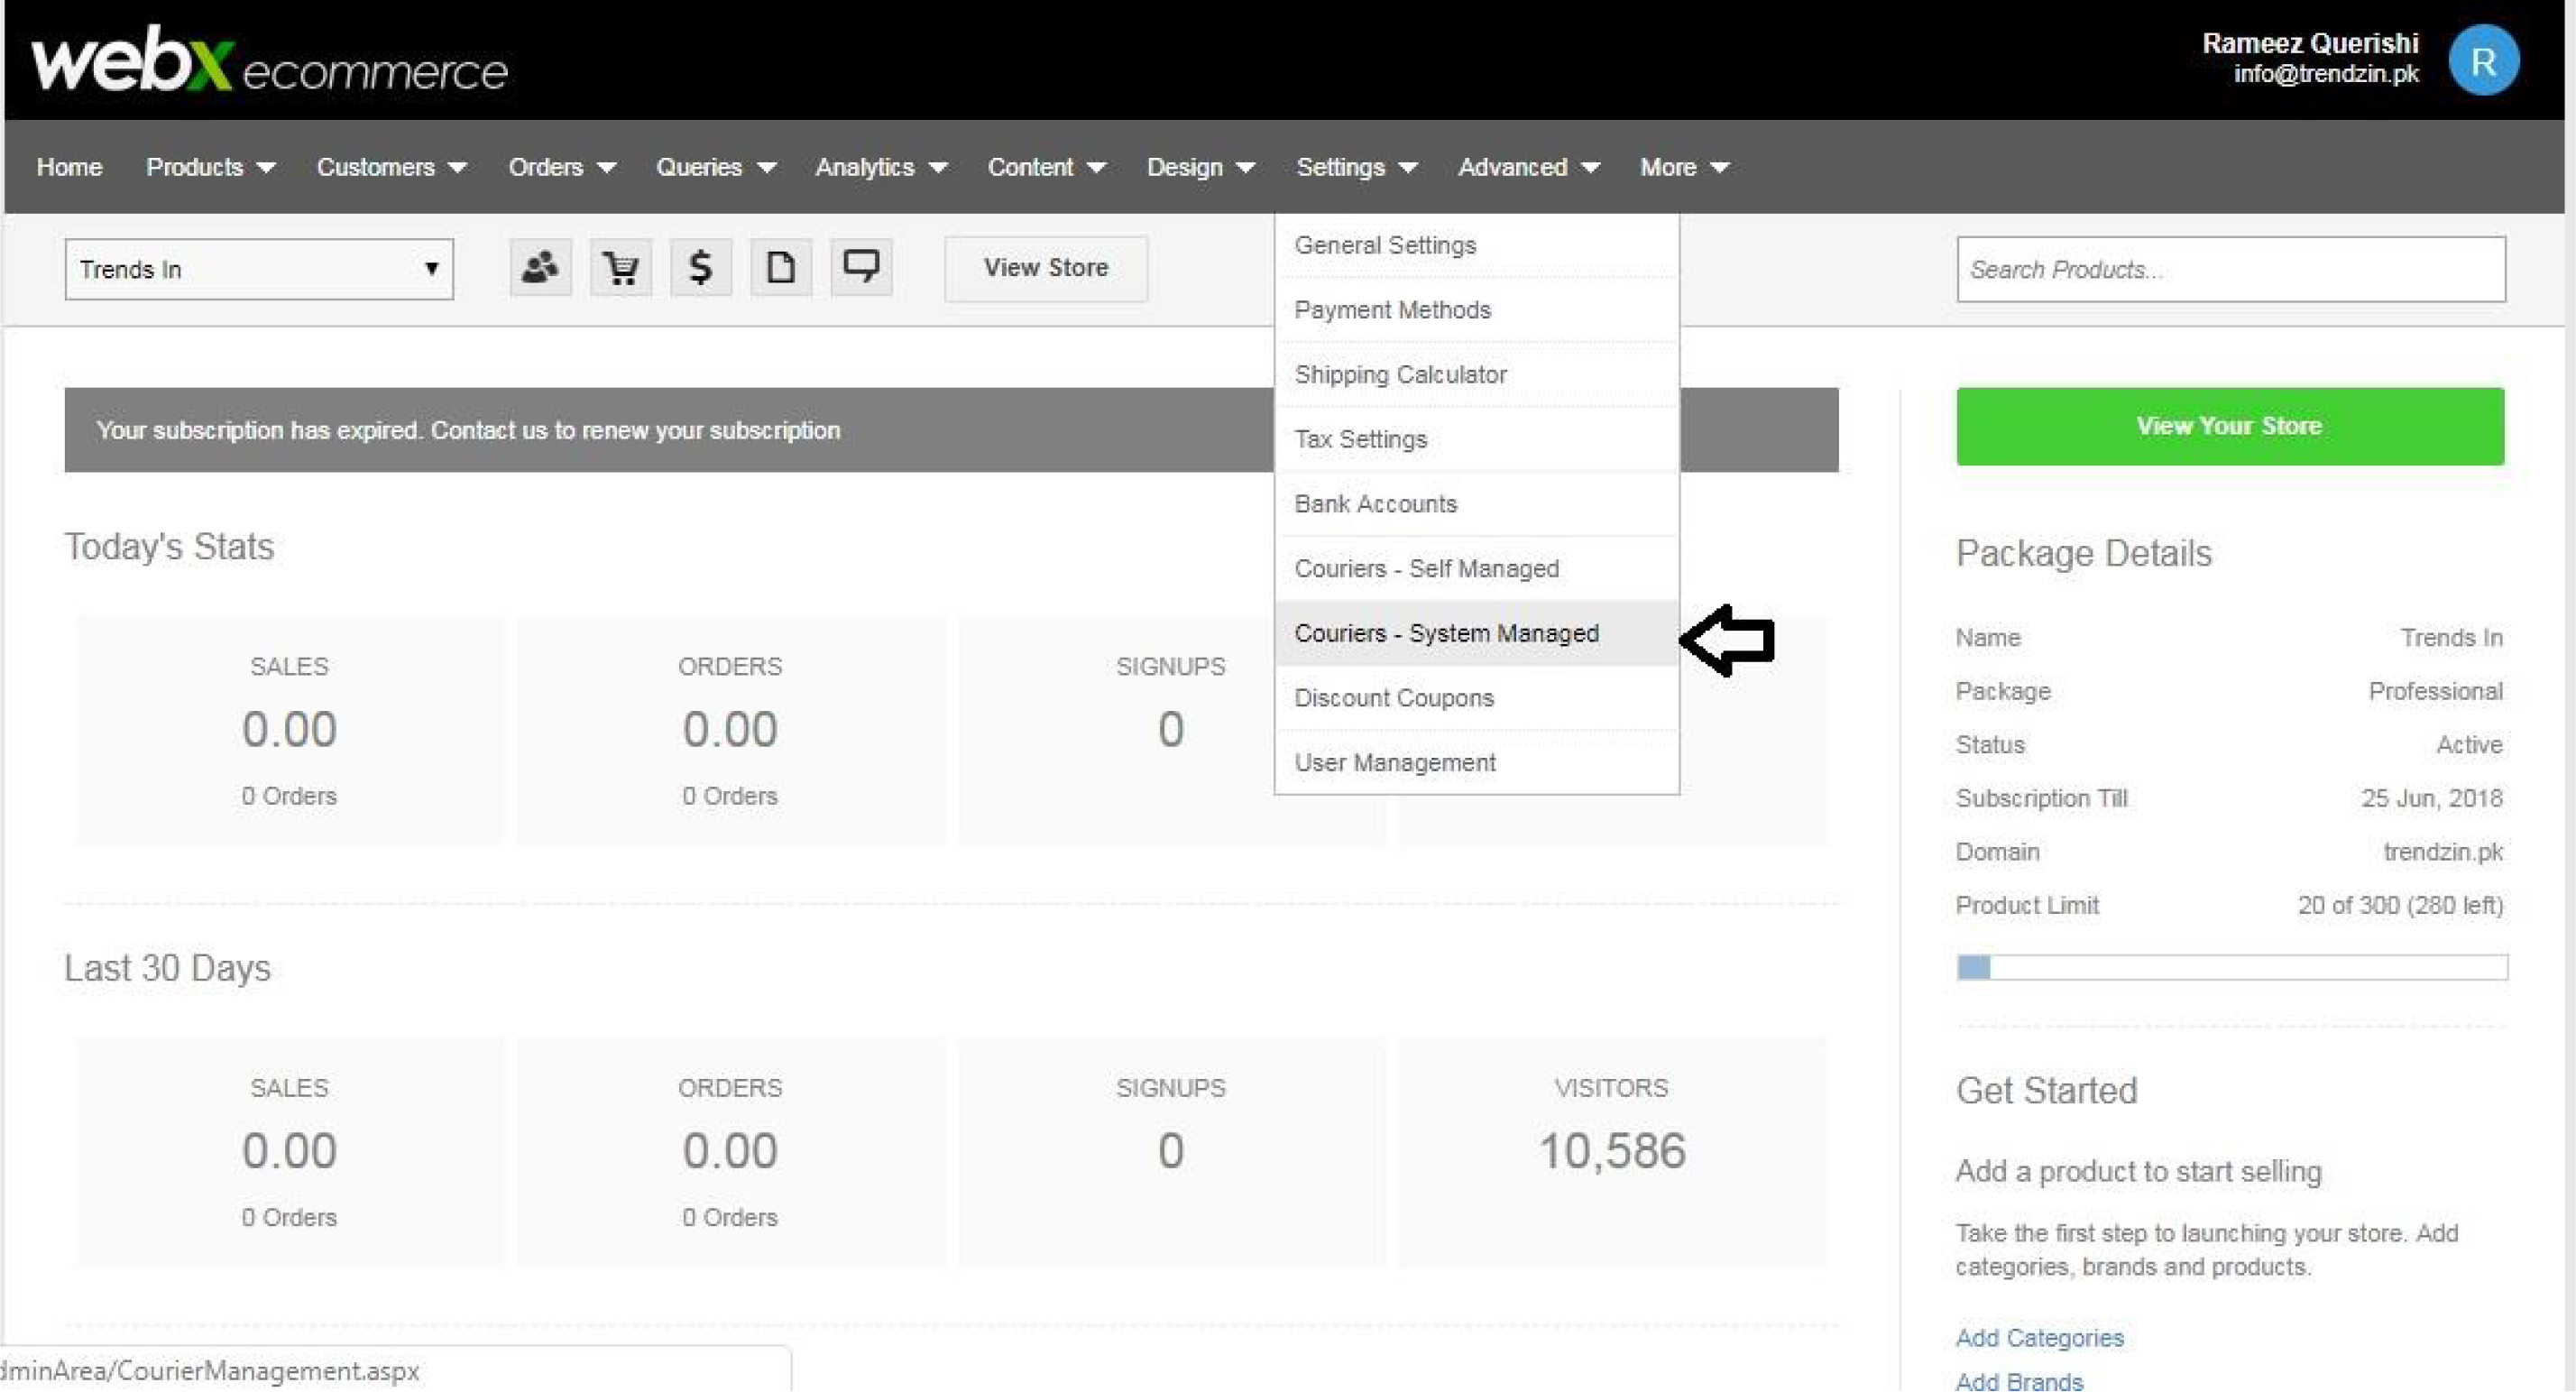 webx ecommerce
Rameez Querishi
info@trendzin.pk
R
Home Products Customers Orders Queries Analytics Content Design Settings Advanced More
Trends In
$
View Store
Search Products...
General Settings
Payment Methods
Shipping Calculator
Tax Settings
Bank Accounts
Couriers - Self Managed
Couriers - System Managed
Discount Coupons
User Management
Your subscription has expired. Contact us to renew your subscription
Today's Stats
SALES
0.00
0 Orders
ORDERS
0.00
0 Orders
SIGNUPS
0
Last 30 Days
SALES
0.00
0 Orders
ORDERS
0.00
0 Orders
SIGNUPS
0
VISITORS
10,586
View Your Store
Package Details
Name Trends In
Package Professional
Status Active
Subscription Till 25 Jun, 2018
Domain trendzin.pk
Product Limit 20 of 300 (280 left)
Get Started
Add a product to start selling
Take the first step to launching your store. Add
categories, brands and products.
Add Categories
Add Brands
dminArea/CourierManagement.aspx